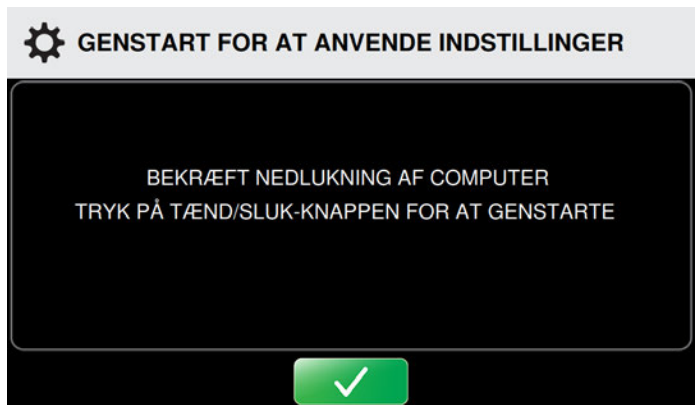 GENSTART FOR AT ANVENDE INDSTILLINGER
BEKRÆFT NEDLUKNING AF COMPUTER
TRYK PÅ TÆND/SLUK-KNAPPEN FOR AT GENSTARTE